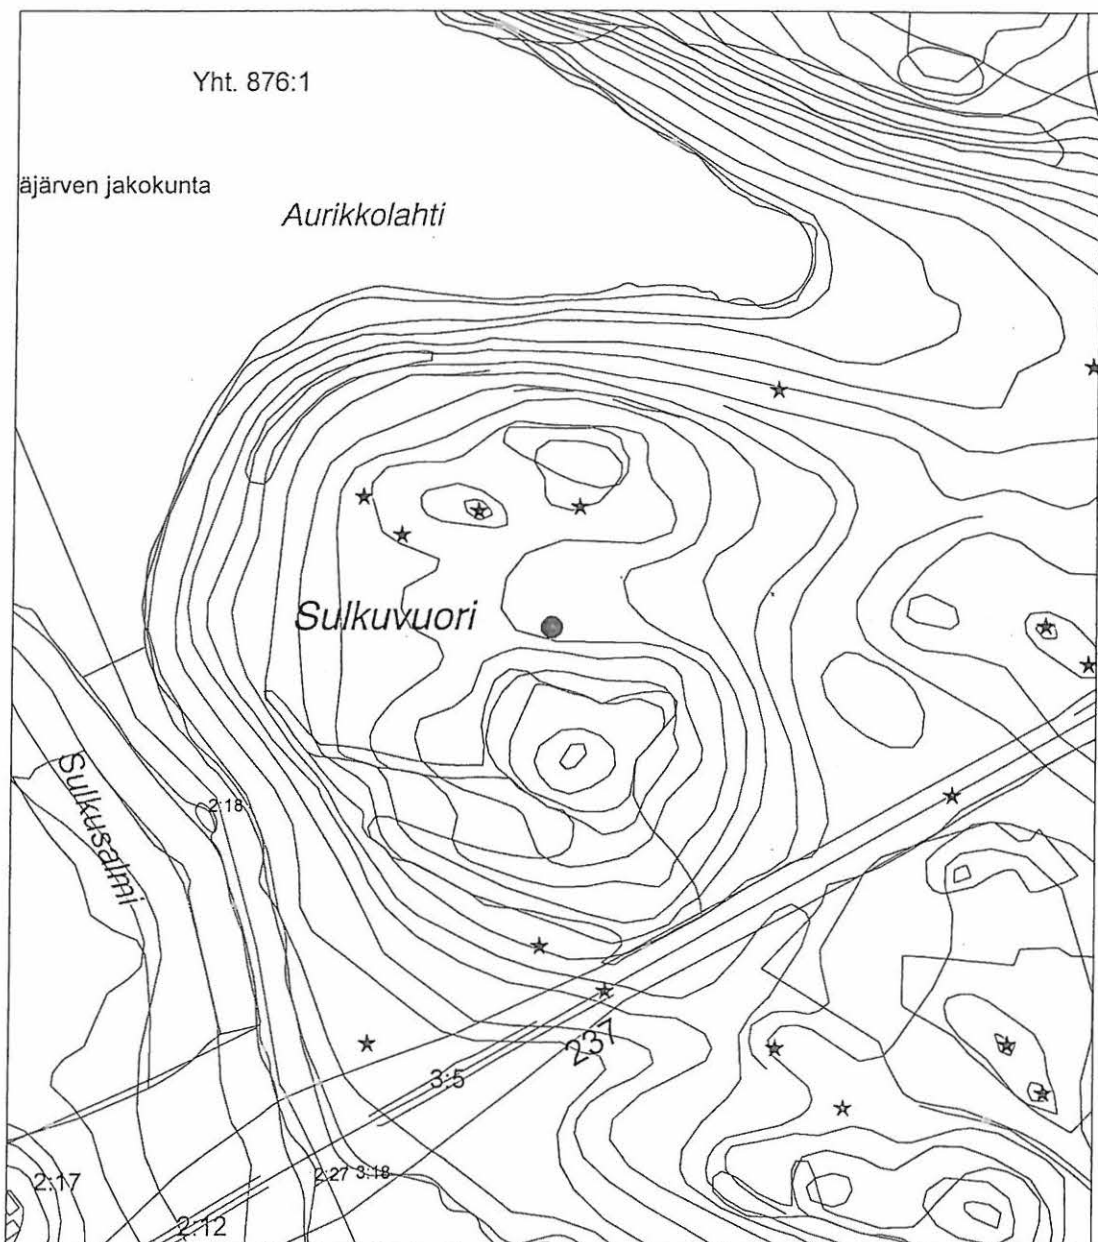 Yht. 876:1
äjärven jakokunta
Aurikkolahti
Sulkuvuori
Sulkusalmi
2:18
237
3:5
2:27 3:18
2:17
2:12